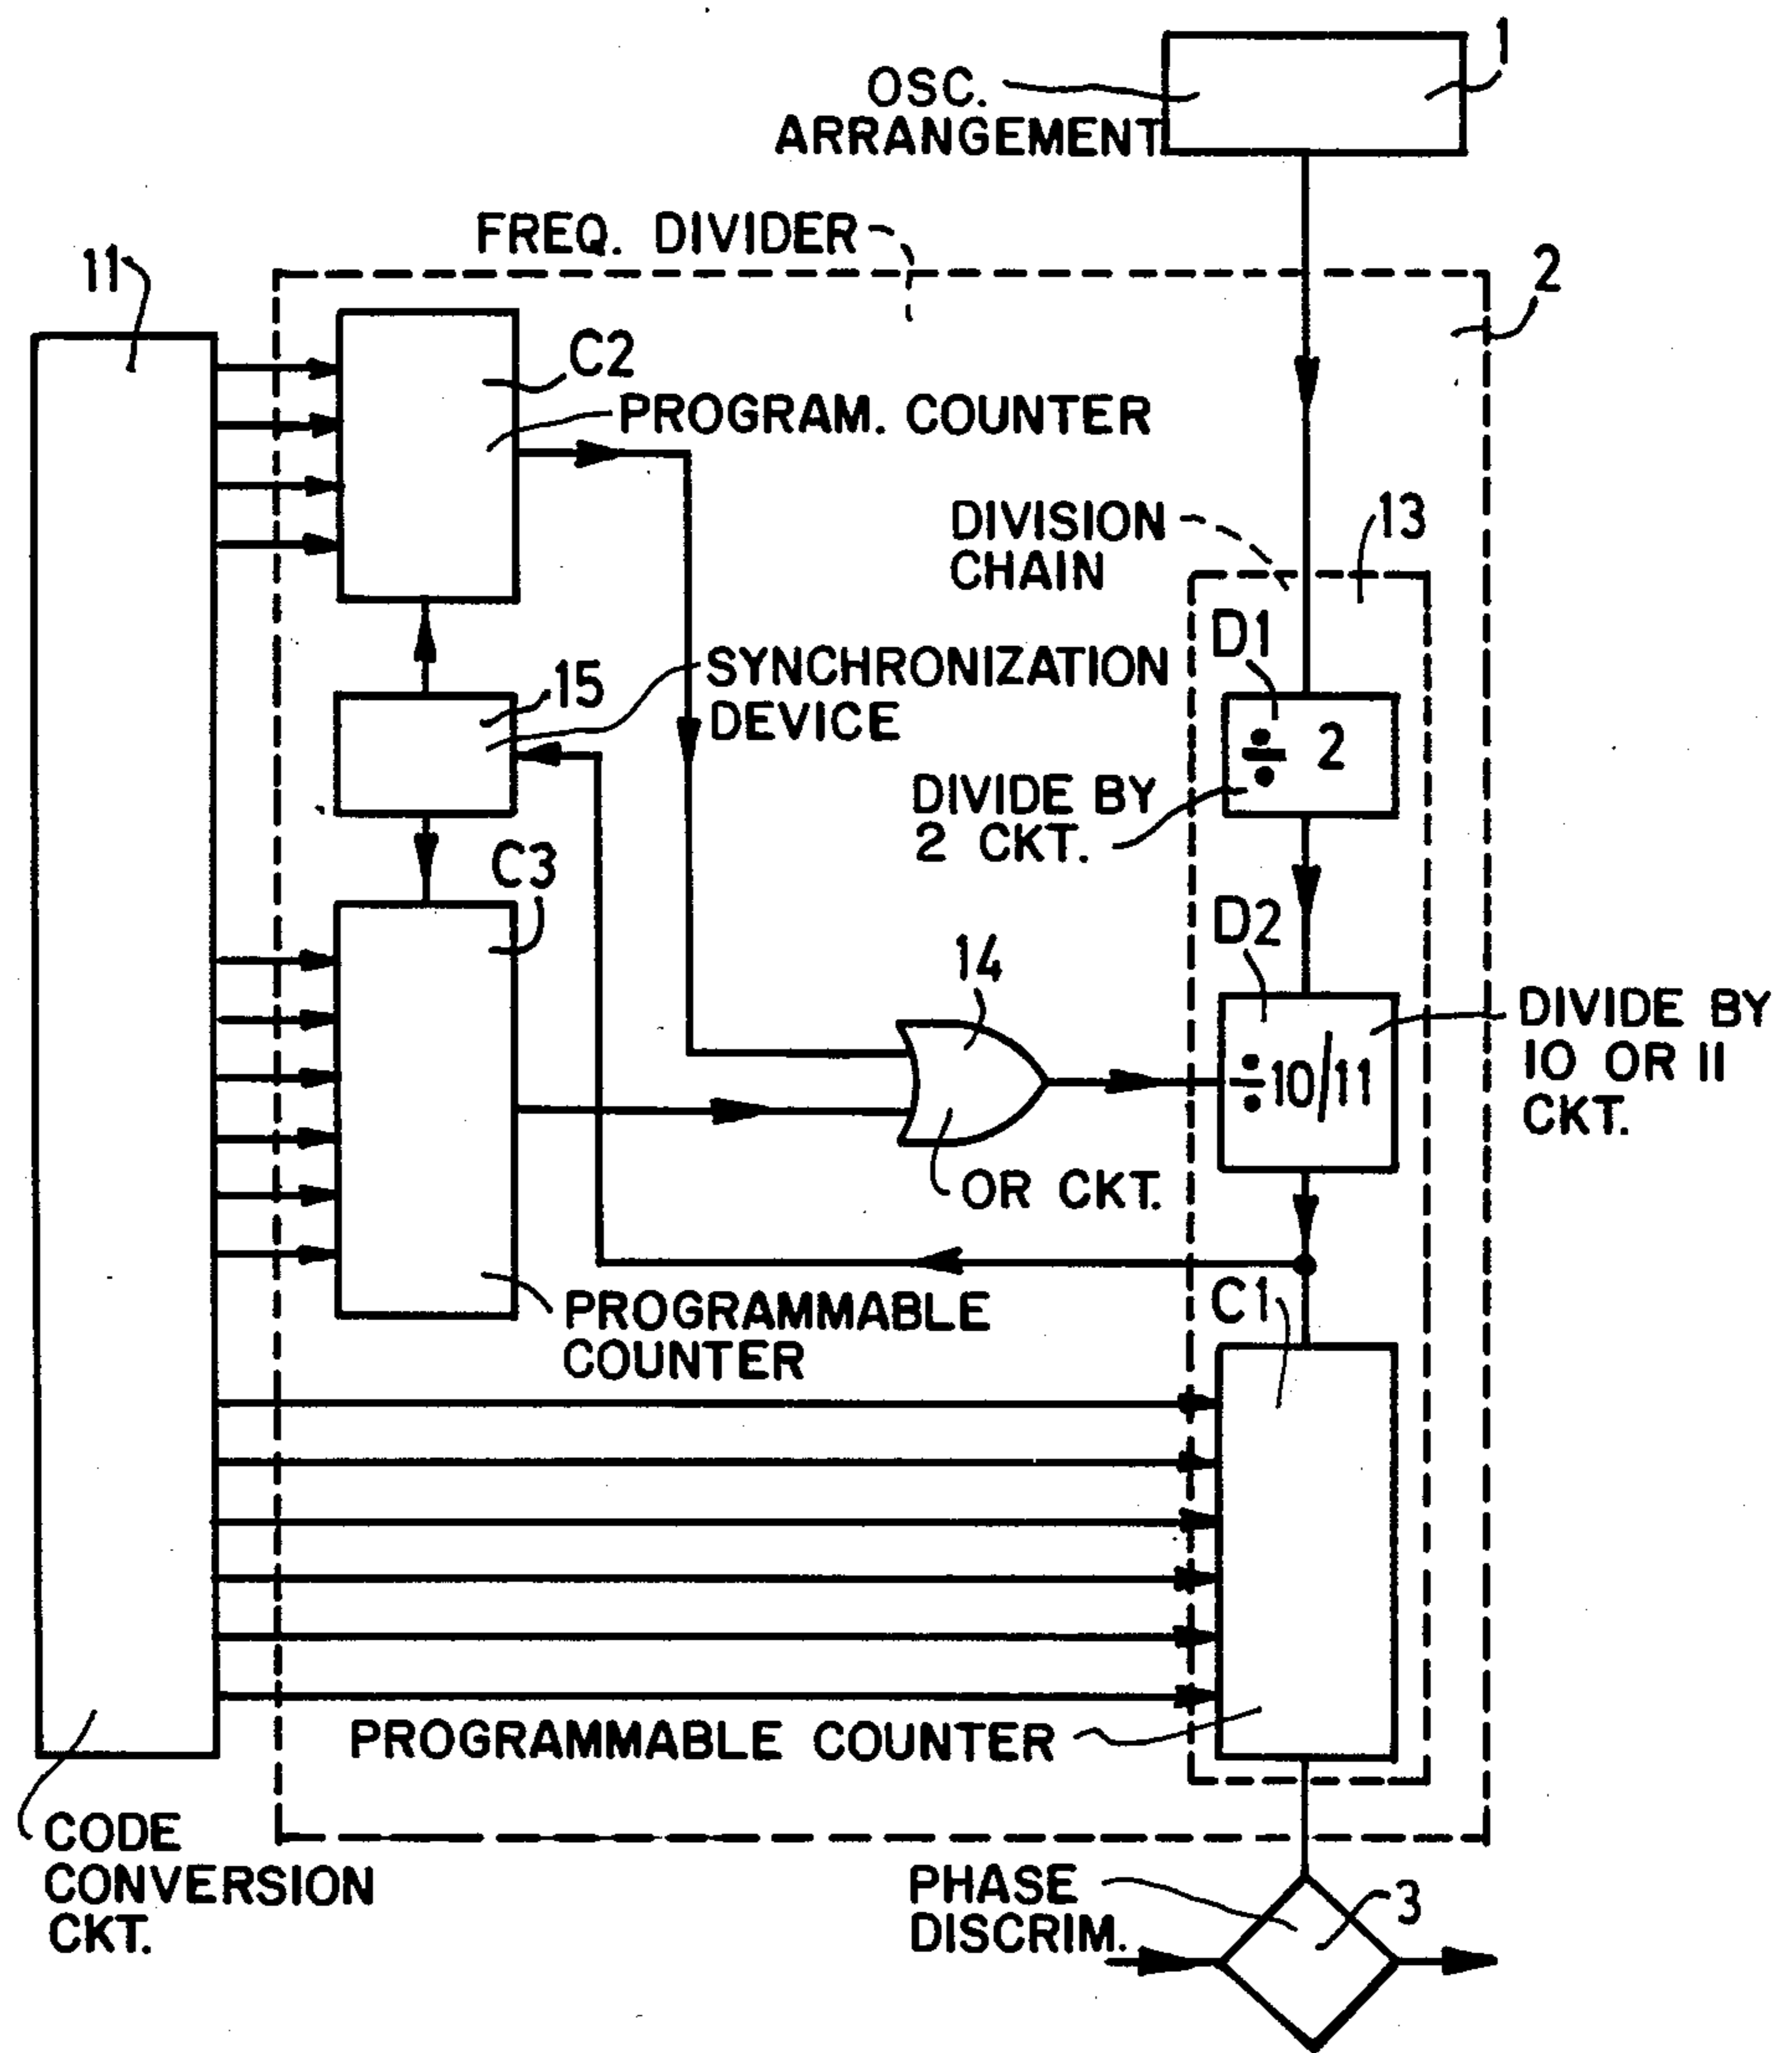 1
OSC.
ARRANGEMENT
FREQ. DIVIDER
2
11
C2
PROGRAM. COUNTER
DIVISION
CHAIN
13
D1
SYNCHRONIZATION
DEVICE
15
÷ 2
DIVIDE BY
2 CKT.
C3
D2
14
DIVIDE BY
10 OR 11
CKT.
÷10/11
OR CKT.
C1
PROGRAMMABLE
COUNTER
PROGRAMMABLE COUNTER
CODE
CONVERSION
CKT.
PHASE
DISCRIM.
3